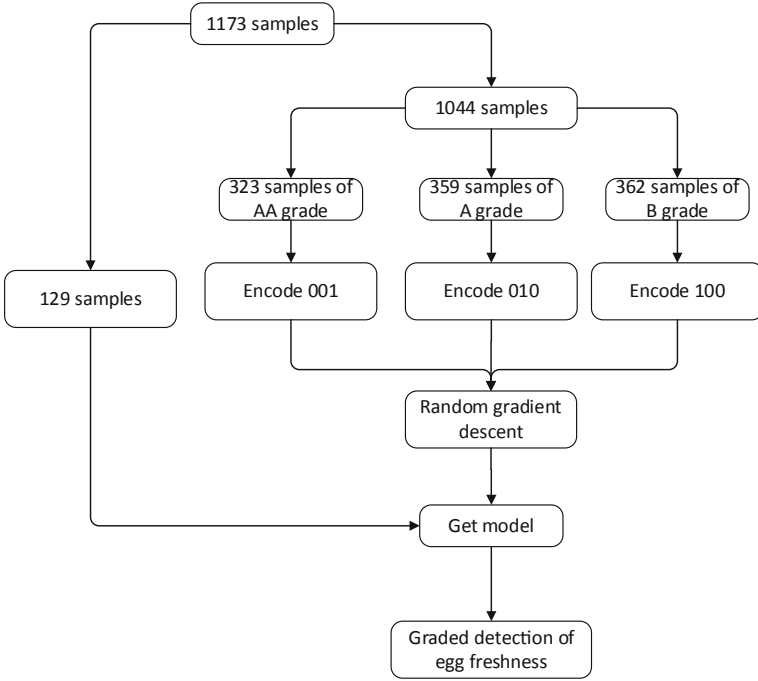 1173 samples
1044 samples
323 samples of
AA grade
359 samples of
A grade
362 samples of
B grade
129 samples
Encode 001
Encode 010
Encode 100
Random gradient
descent
Get model
Graded detection of
egg freshness